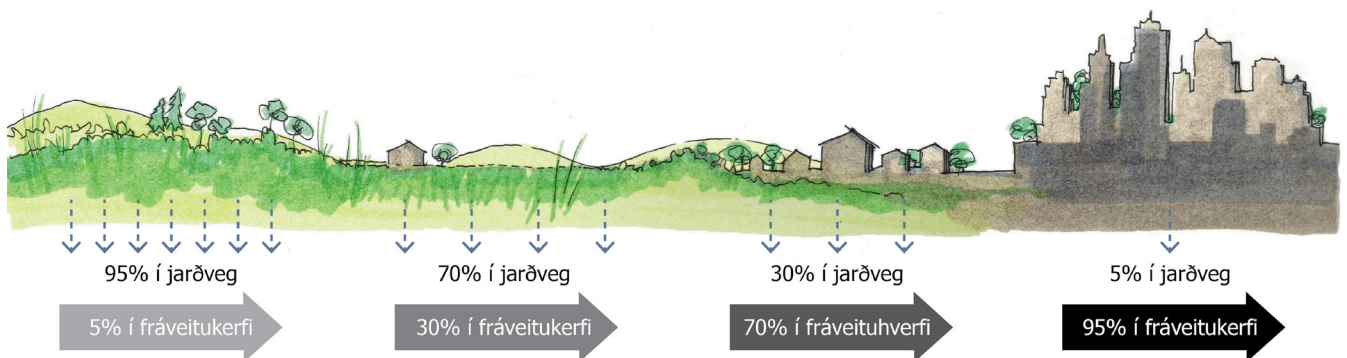 95% í jarðveg
70% í jarðveg
30% í jarðveg
5% í jarðveg
5% í fráveitukerfi
30% í fráveitukerfi
70% í fráveituhverfi
95% í fráveitukerfi